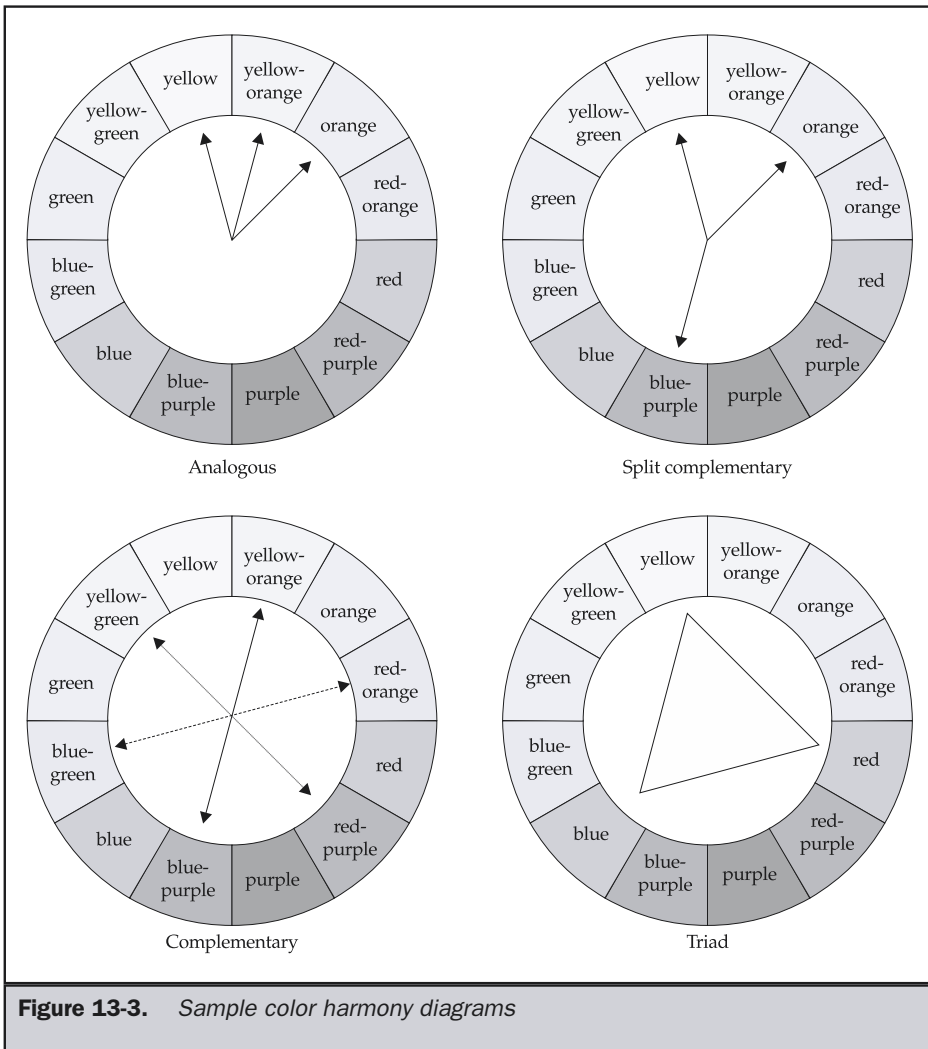 yellow
yellow-
orange
orange
red-
orange
red
red-
purple
purple
blue-
purple
blue
blue-
green
green
yellow-
green
Analogous
yellow
yellow-
orange
orange
red-
orange
red
red-
purple
purple
blue-
purple
blue
blue-
green
green
yellow-
green
Split complementary
yellow
yellow-
orange
orange
red-
orange
red
red-
purple
purple
blue-
purple
blue
blue-
green
green
yellow-
green
Complementary
yellow
yellow-
orange
orange
red-
orange
red
red-
purple
purple
blue-
purple
blue
blue-
green
green
yellow-
green
Triad
Figure 13-3. Sample color harmony diagrams